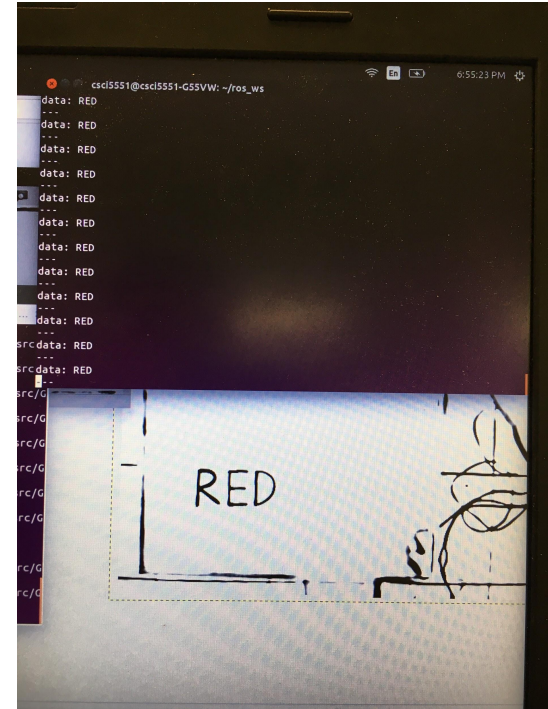 En
6:55:23 PM
csci5551@csci5551-G55VW: ~/ros_ws
data: RED
---
data: RED
---
data: RED
---
data: RED
---
data: RED
---
data: RED
---
data: RED
---
data: RED
---
data: RED
---
data: RED
---
src
data: RED
---
src
data: RED
---
src/G
src/G
src/G
src/G
src/G
src/G
rc/G
rc/G
RED